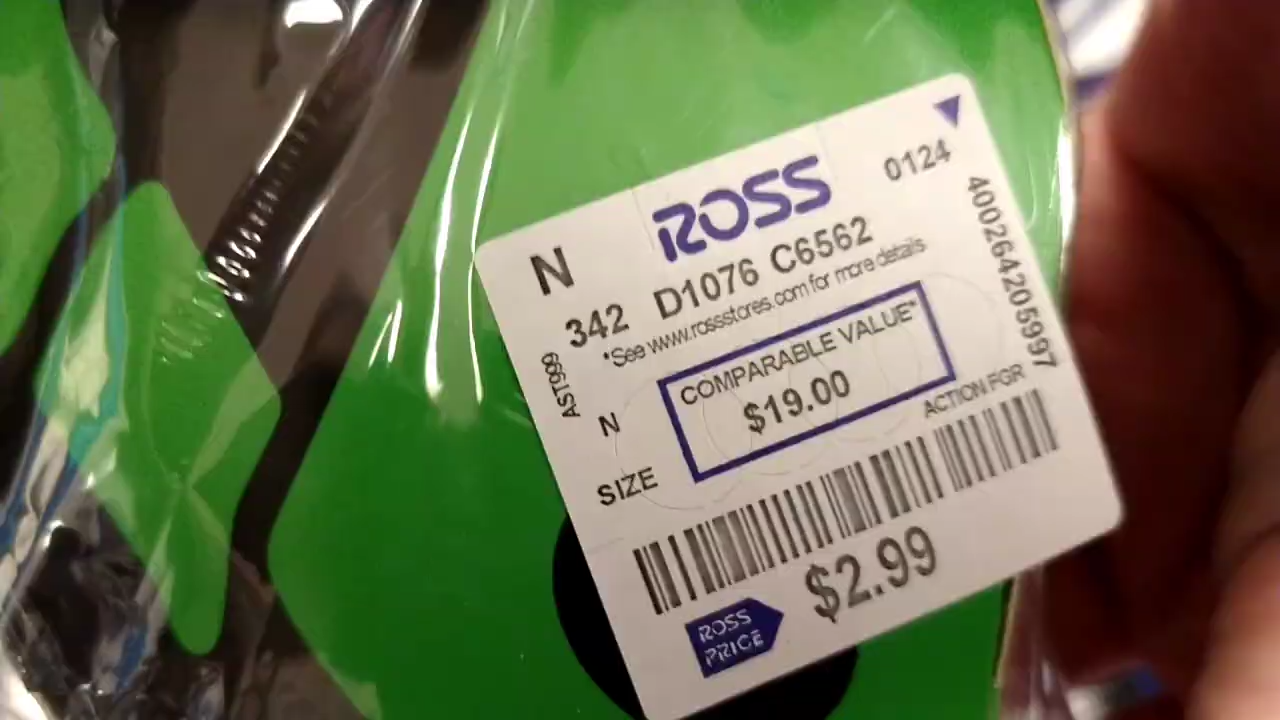 ROSS
0124
N
342 D1076 C6562
*See www.rossstores.com for more details
400264205997
AST999
COMPARABLE VALUE*
$19.00
N
ACTION FGR
SIZE
$2.99
ROSS
PRICE